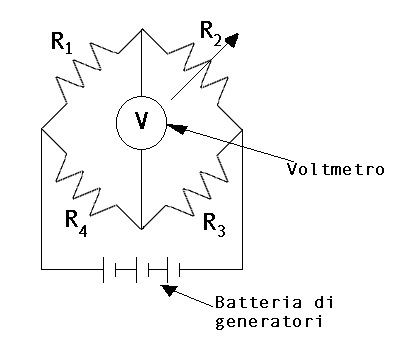 R1
R2
V
Voltmetro
R4
R3
Batteria di
generatori